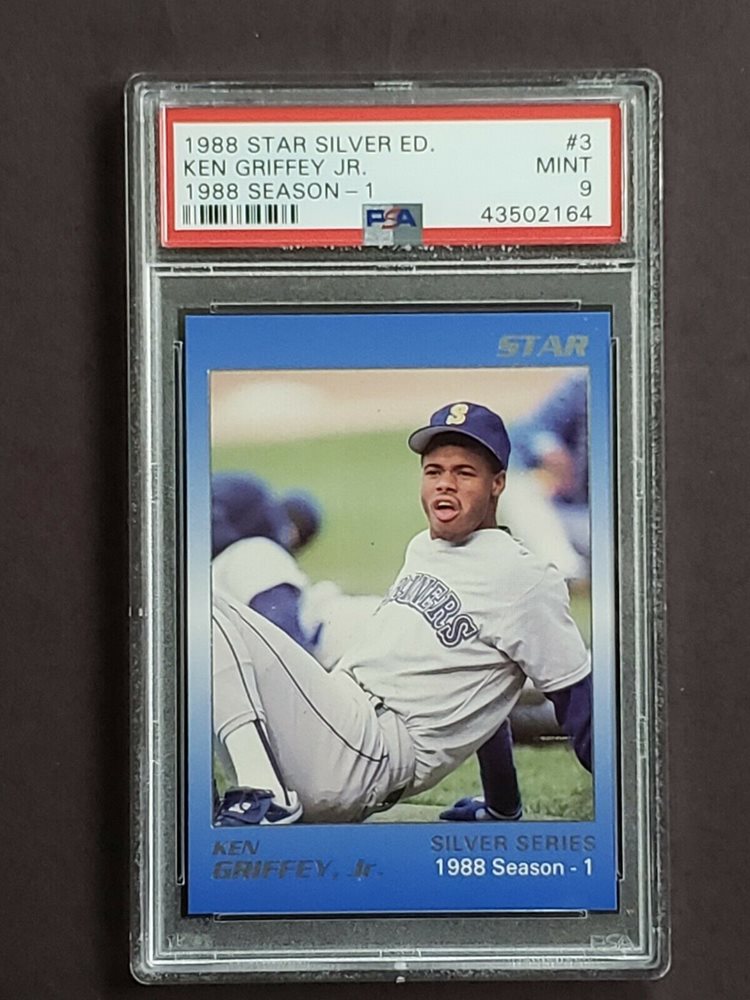 1988 STAR SILVER ED. #3
KEN GRIFFEY JR. MINT
1988 SEASON – 1 9
PSA 43502164
STAR
S
KEN
GRIFFEY, Jr.
SILVER SERIES
1988 Season - 1
PSA